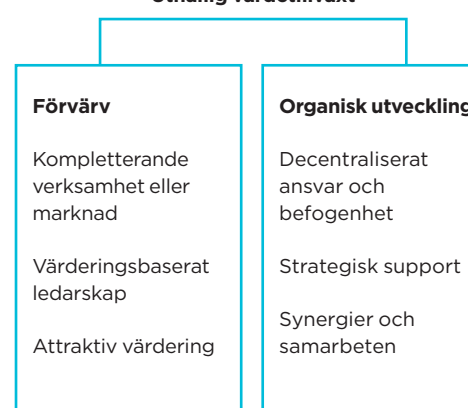 Förvärv
Kompletterande
verksamhet eller
marknad
Värderingsbaserat
ledarskap
Attraktiv värdering
Organisk utveckling
Decentraliserat
ansvar och
befogenhet
Strategisk support
Synergier och
samarbeten